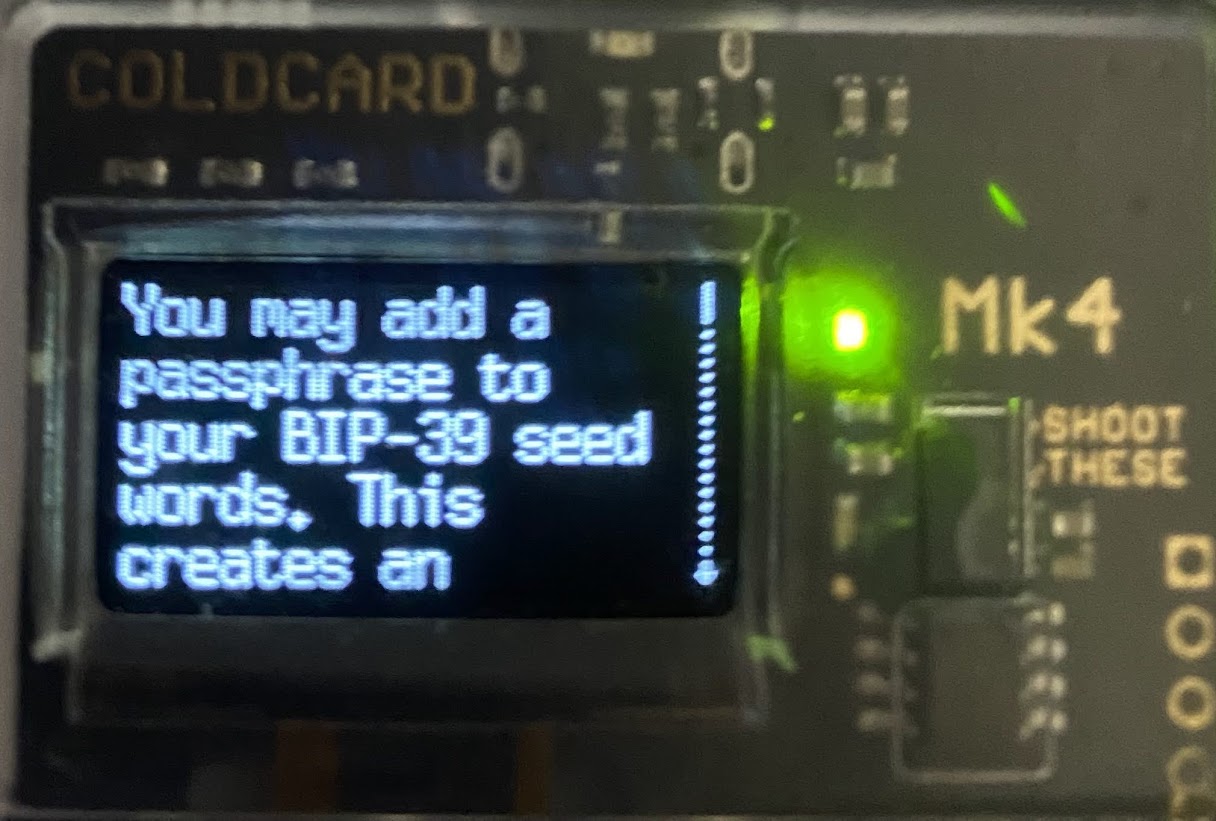 COLDCARD
You may add a
passphrase to
your BIP-39 seed
words. This
creates an
Mk4
SHOOT
THESE